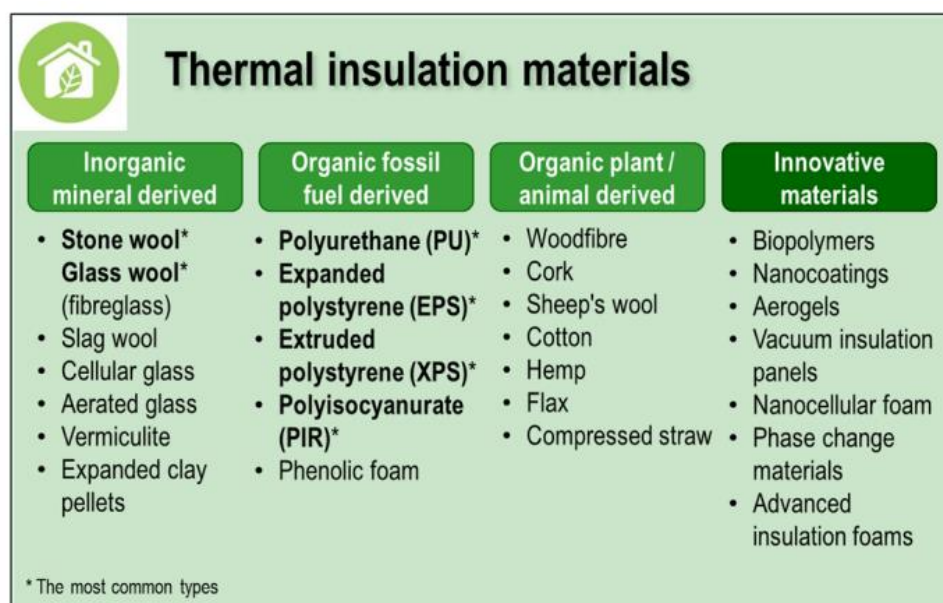 Thermal insulation materials
Inorganic
mineral derived
• Stone wool*
Glass wool*
(fibreglass)
• Slag wool
• Cellular glass
• Aerated glass
• Vermiculite
• Expanded clay
pellets
Organic fossil
fuel derived
• Polyurethane (PU)*
• Expanded
polystyrene (EPS)*
• Extruded
polystyrene (XPS)*
• Polyisocyanurate
(PIR)*
• Phenolic foam
Organic plant /
animal derived
• Woodfibre
• Cork
• Sheep's wool
• Cotton
• Hemp
• Flax
• Compressed straw
Innovative
materials
• Biopolymers
• Nanocoatings
• Aerogels
• Vacuum insulation
panels
• Nanocellular foam
• Phase change
materials
• Advanced
insulation foams
* The most common types